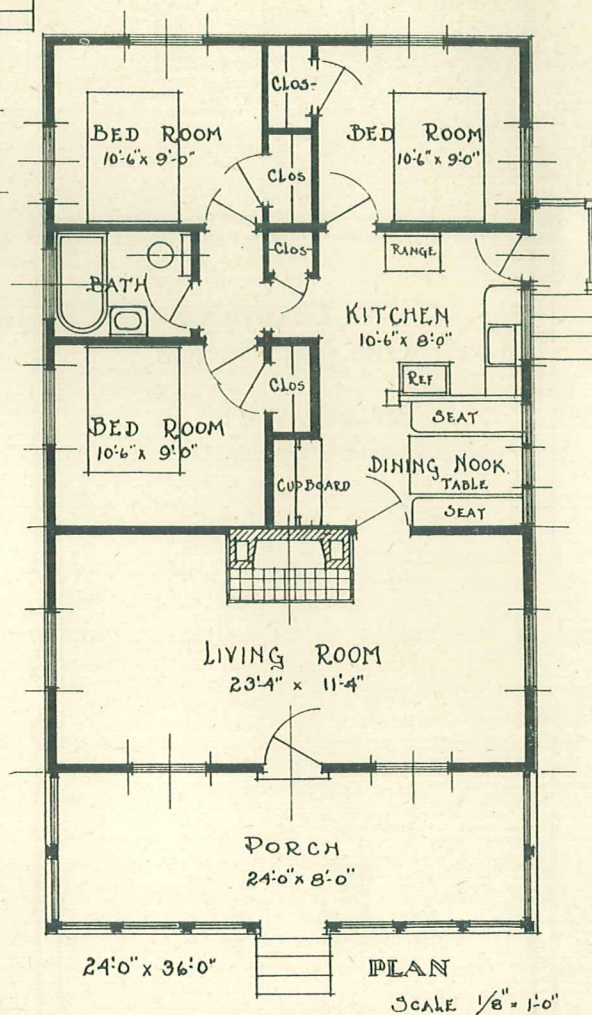 CLOS-
BED ROOM
10'-6" x 9'-0"
BED ROOM
10'-6" x 9'0"
CLOS
CLOS
RANGE
BATH
KITCHEN
10'-6" x 8'0"
REF
CLOS
SEAT
BED ROOM
10'-6" x 9'-0"
DINING NOOK
TABLE
CUPBOARD
SEAT
LIVING ROOM
23'-4" x 11'-4"
PORCH
24'-0" x 8'-0"
24'-0" x 36'-0"
PLAN
SCALE 1/8" = 1'-0"